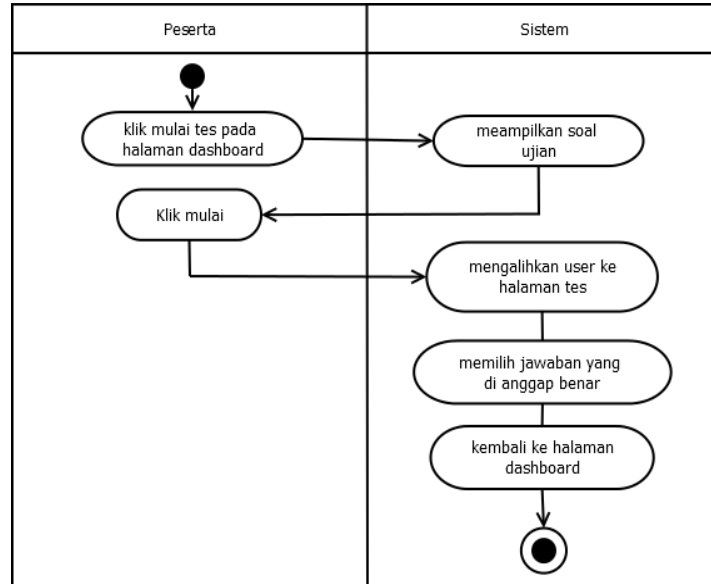 Peserta
Sistem
klik mulai tes pada
halaman dashboard
meampilkan soal
ujian
Klik mulai
mengalihkan user ke
halaman tes
memilih jawaban yang
di anggap benar
kembali ke halaman
dashboard